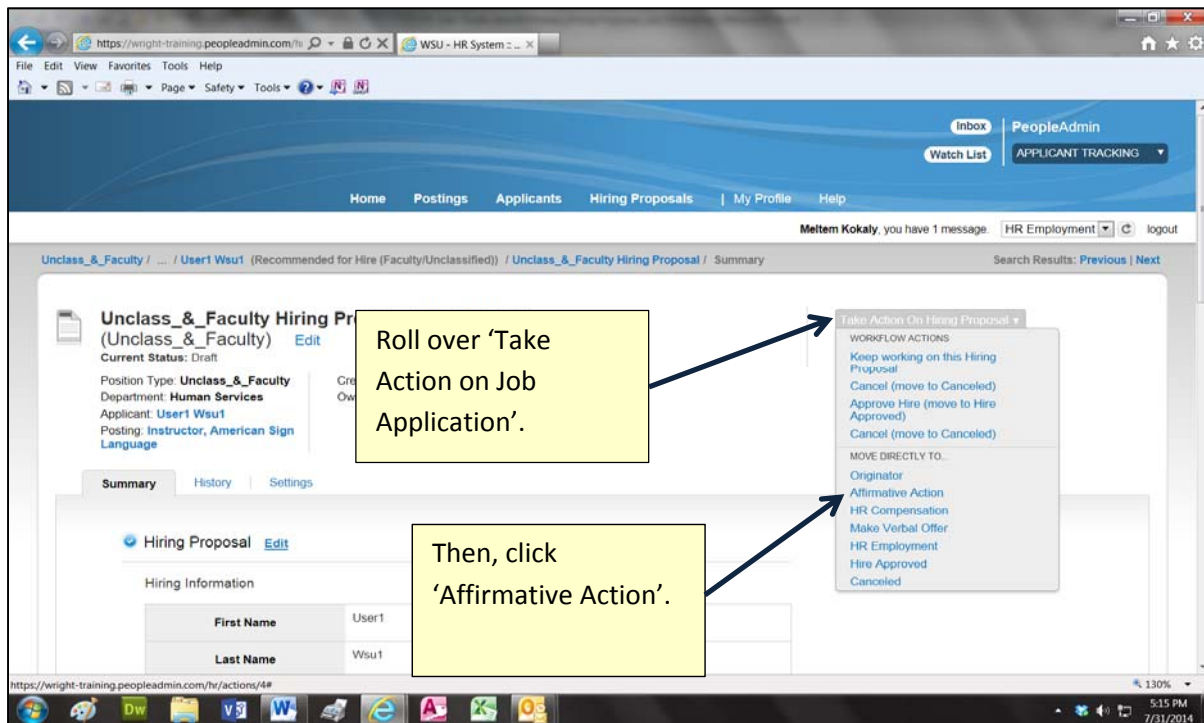 https://wright-training.peopleadmin.com/h
WSU - HR System :: ...
File Edit View Favorites Tools Help
Page Safety Tools
Inbox
PeopleAdmin
Watch List
APPLICANT TRACKING
Home Postings Applicants Hiring Proposals | My Profile Help
Meltem Kokaly, you have 1 message. HR Employment logout
Unclass_&_Faculty / ... / User1 Wsu1 (Recommended for Hire (Faculty/Unclassified)) / Unclass_&_Faculty Hiring Proposal / Summary
Search Results: Previous | Next
Unclass_&_Faculty Hiring Pr
(Unclass_&_Faculty) Edit
Current Status: Draft
Position Type: Unclass_&_Faculty
Department: Human Services
Applicant: User1 Wsu1
Posting: Instructor, American Sign
Language
Cre
Ow
Roll over ‘Take
Action on Job
Application’.
Take Action On Hiring Proposal
WORKFLOW ACTIONS
Keep working on this Hiring
Proposal
Cancel (move to Canceled)
Approve Hire (move to Hire
Approved)
Cancel (move to Canceled)
MOVE DIRECTLY TO...
Originator
Affirmative Action
HR Compensation
Make Verbal Offer
HR Employment
Hire Approved
Canceled
Summary History Settings
Hiring Proposal Edit
Then, click
‘Affirmative Action’.
Hiring Information
First Name User1
Last Name Wsu1
https://wright-training.peopleadmin.com/hr/actions/4#
130%
Dw
5:15 PM
7/31/2014